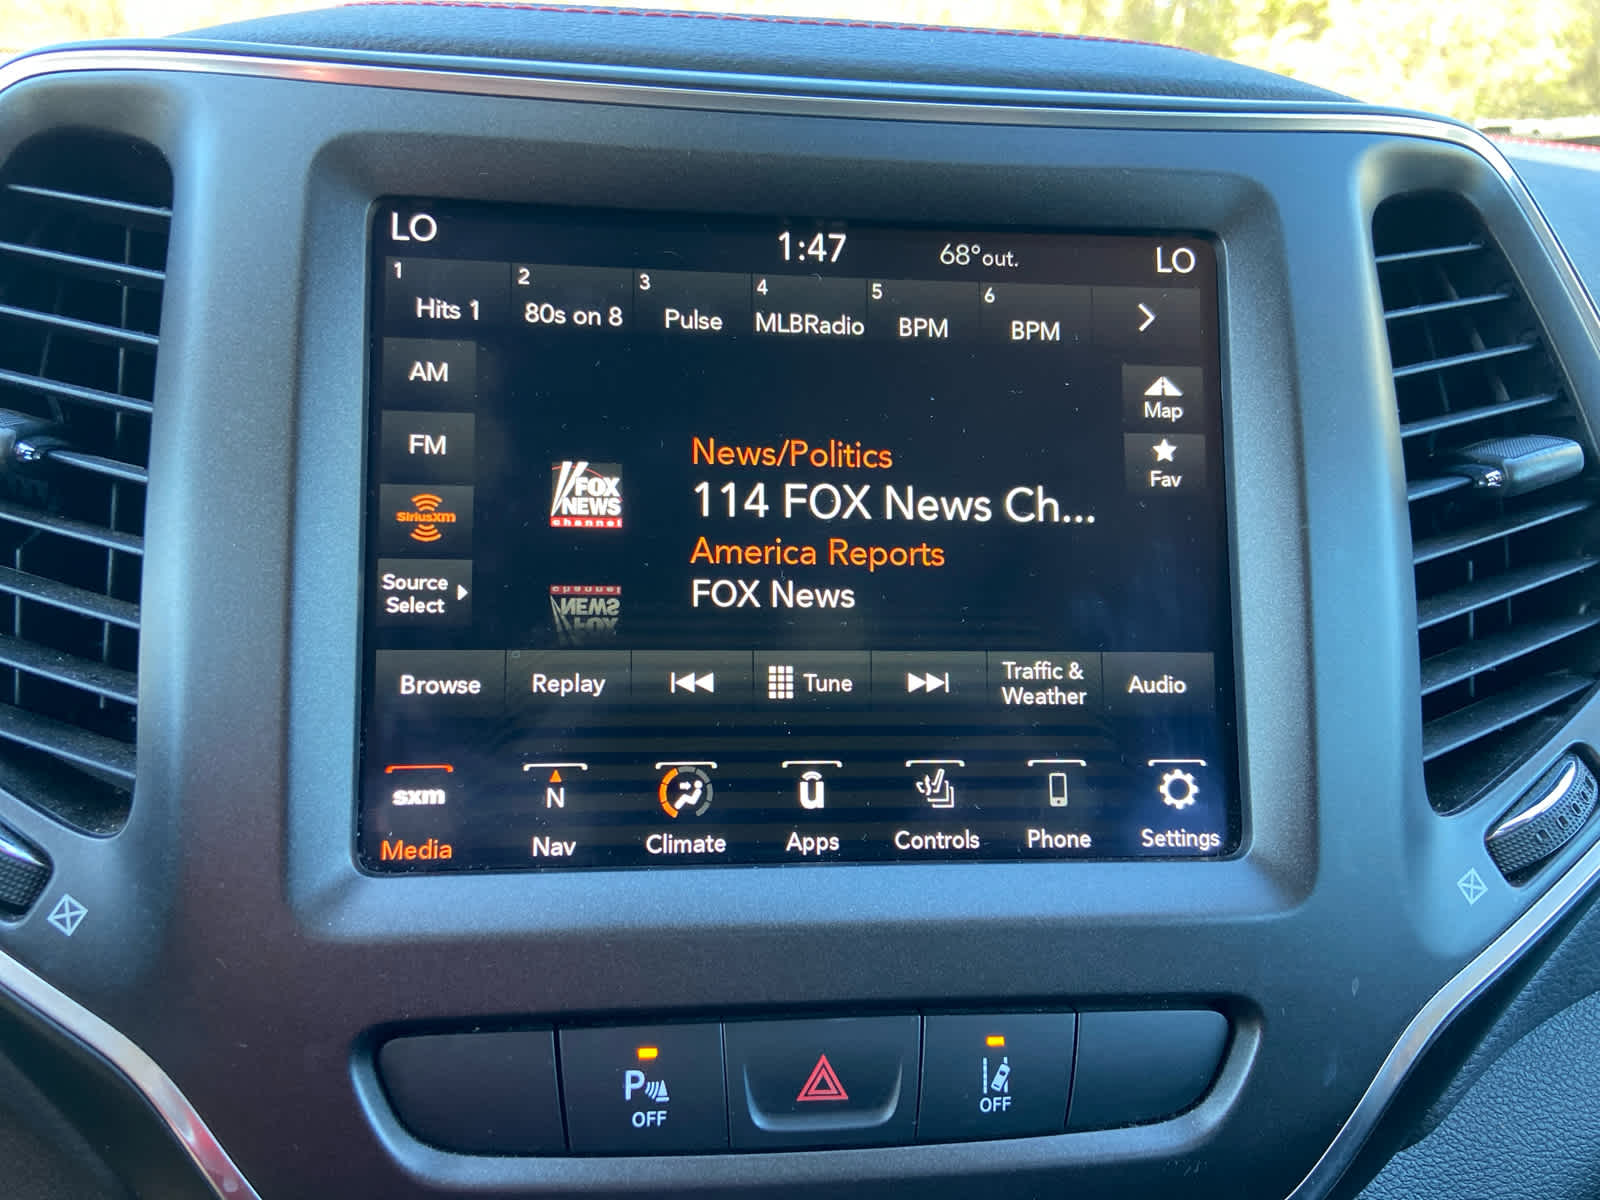 LO
1:47
68°out.
LO
1
Hits 1
2
80s on 8
3
Pulse
4
MLBRadio
5
BPM
6
BPM
AM
FM
SiriusXM
Source
Select
Map
Fav
FOX
NEWS
channel
News/Politics
114 FOX News Ch...
America Reports
FOX News
Browse
Replay
Tune
Traffic &
Weather
Audio
sxm
Media
N
Nav
Climate
u
Apps
Controls
Phone
Settings
P
OFF
OFF